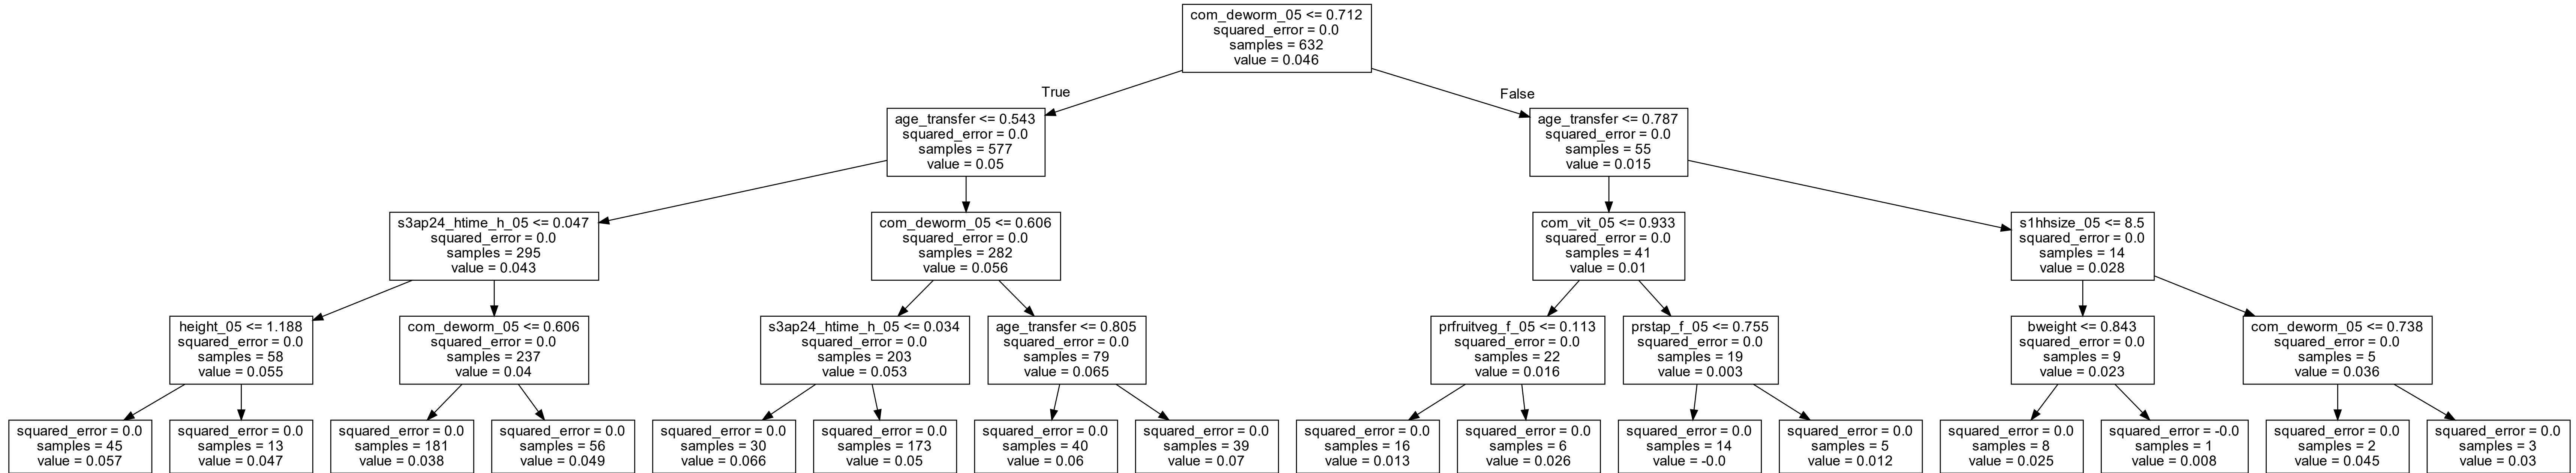 com_deworm_05 <= 0.712
squared_error = 0.0
samples = 632
value = 0.046
True
False
age_transfer <= 0.543
squared_error = 0.0
samples = 577
value = 0.05
age_transfer <= 0.787
squared_error = 0.0
samples = 55
value = 0.015
s3ap24_htime_h_05 <= 0.047
squared_error = 0.0
samples = 295
value = 0.043
com_deworm_05 <= 0.606
squared_error = 0.0
samples = 282
value = 0.056
com_vit_05 <= 0.933
squared_error = 0.0
samples = 41
value = 0.01
s1hhsize_05 <= 8.5
squared_error = 0.0
samples = 14
value = 0.028
height_05 <= 1.188
squared_error = 0.0
samples = 58
value = 0.055
com_deworm_05 <= 0.606
squared_error = 0.0
samples = 237
value = 0.04
s3ap24_htime_h_05 <= 0.034
squared_error = 0.0
samples = 203
value = 0.053
age_transfer <= 0.805
squared_error = 0.0
samples = 79
value = 0.065
prfruitveg_f_05 <= 0.113
squared_error = 0.0
samples = 22
value = 0.016
prstap_f_05 <= 0.755
squared_error = 0.0
samples = 19
value = 0.003
bweight <= 0.843
squared_error = 0.0
samples = 9
value = 0.023
com_deworm_05 <= 0.738
squared_error = 0.0
samples = 5
value = 0.036
squared_error = 0.0
samples = 45
value = 0.057
squared_error = 0.0
samples = 13
value = 0.047
squared_error = 0.0
samples = 181
value = 0.038
squared_error = 0.0
samples = 56
value = 0.049
squared_error = 0.0
samples = 30
value = 0.066
squared_error = 0.0
samples = 173
value = 0.05
squared_error = 0.0
samples = 40
value = 0.06
squared_error = 0.0
samples = 39
value = 0.07
squared_error = 0.0
samples = 16
value = 0.013
squared_error = 0.0
samples = 6
value = 0.026
squared_error = 0.0
samples = 14
value = -0.0
squared_error = 0.0
samples = 5
value = 0.012
squared_error = 0.0
samples = 8
value = 0.025
squared_error = -0.0
samples = 1
value = 0.008
squared_error = 0.0
samples = 2
value = 0.045
squared_error = 0.0
samples = 3
value = 0.03